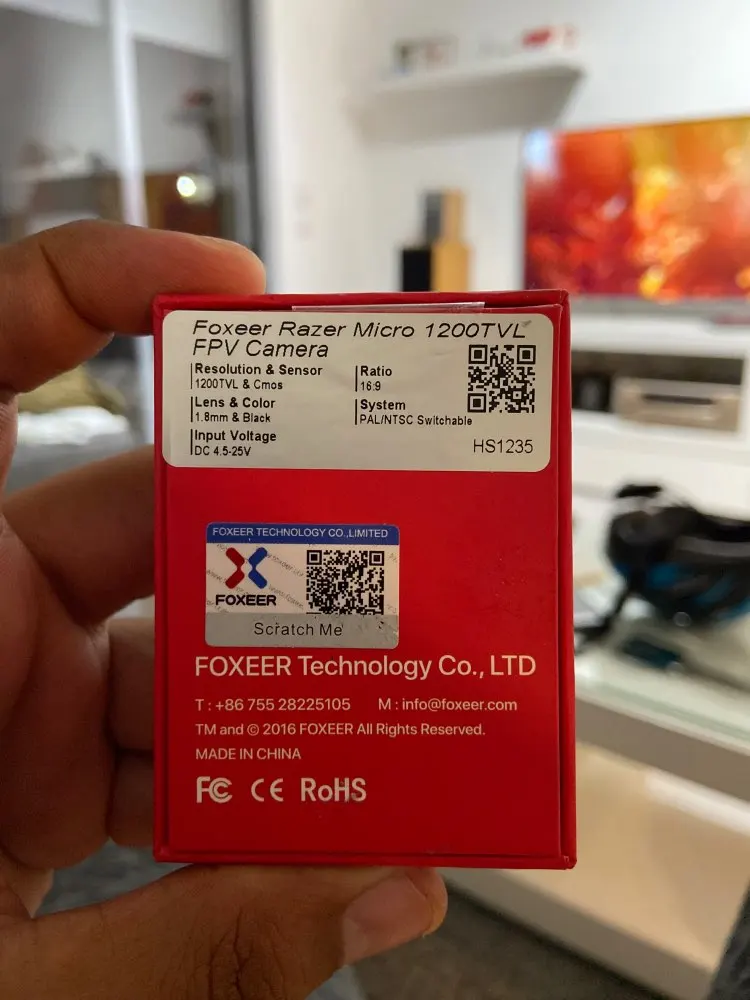 Foxeer Razer Micro 1200TVL
FPV Camera
Resolution & Sensor
1200TVL & Cmos
Ratio
16:9
Lens & Color
1.8mm & Black
System
PAL/NTSC Switchable
Input Voltage
DC 4.5-25V
HS1235
FOXEER TECHNOLOGY CO.,LIMITED
FOXEER
Scratch Me
FOXEER Technology Co., LTD
T : +86 755 28225105 M : info@foxeer.com
TM and © 2016 FOXEER All Rights Reserved.
MADE IN CHINA
FC CE RoHS